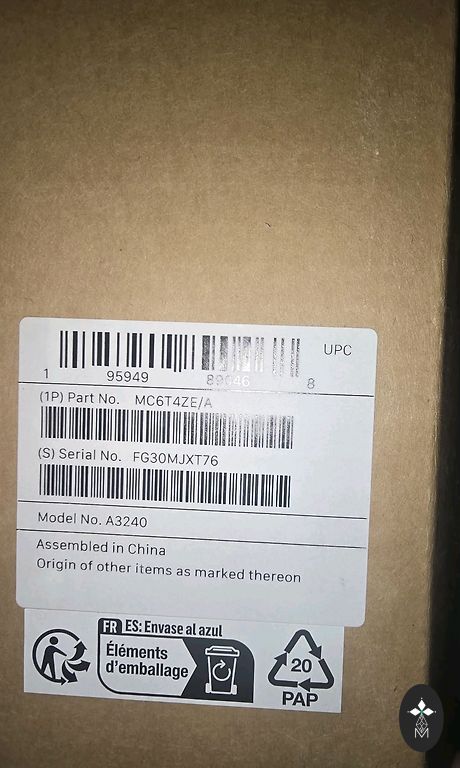 UPC
1 95949 89046 8
(1P) Part No. MC6T4ZE/A
(S) Serial No. FG30MJXT76
Model No. A3240
Assembled in China
Origin of other items as marked thereon
FR ES: Envase al azul
Éléments
d'emballage
20
PAP
M